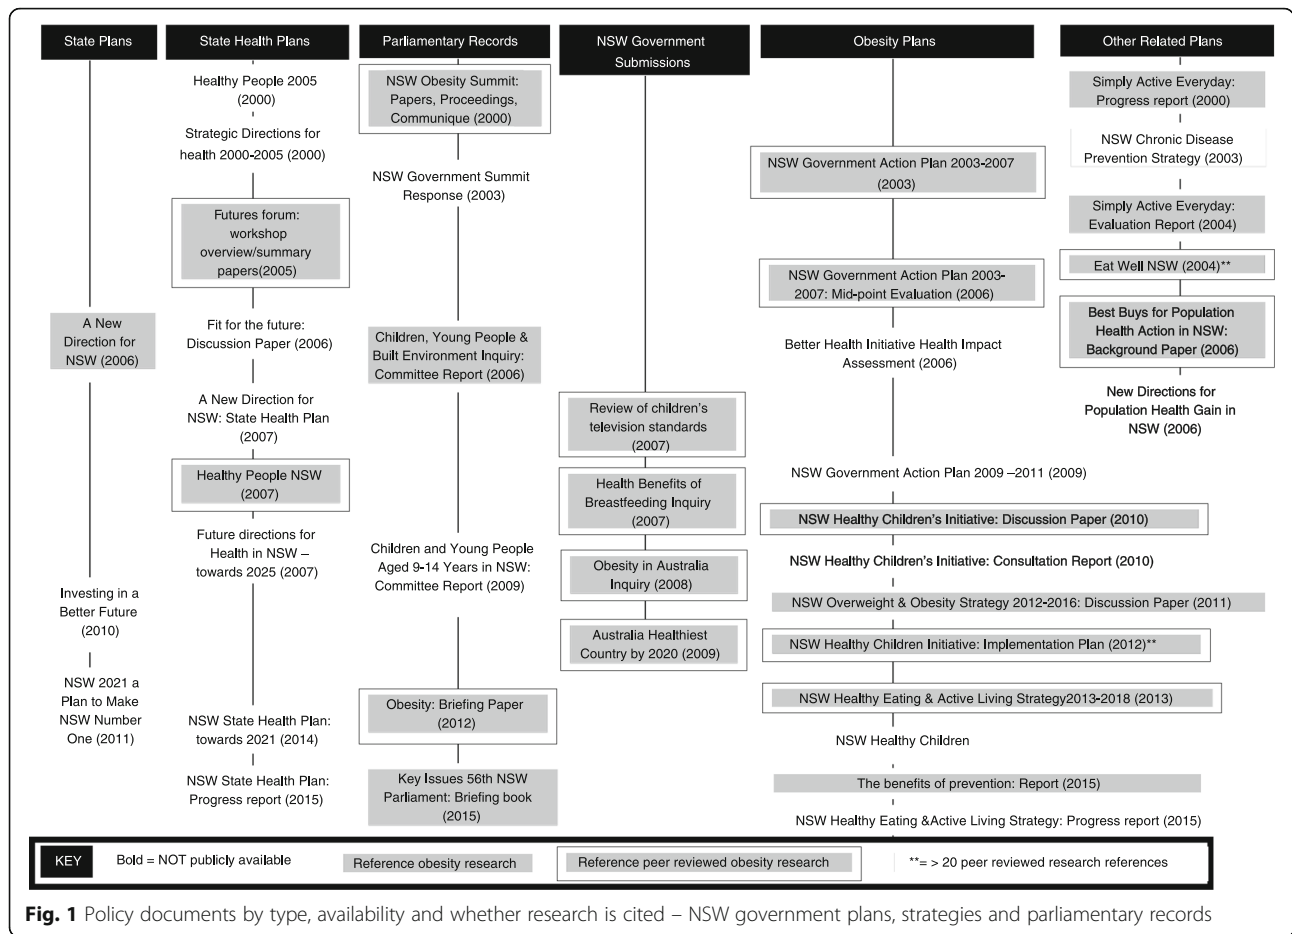 State Plans
A New
Direction for
NSW (2006)
Investing in a
Better Future
(2010)
NSW 2021 a
Plan to Make
NSW Number
One (2011)
State Health Plans
Healthy People 2005
(2000)
Strategic Directions for
health 2000-2005 (2000)
Futures forum:
workshop
overview/summary
papers(2005)
Fit for the future:
Discussion Paper (2006)
A New Direction for
NSW: State Health Plan
(2007)
Healthy People NSW
(2007)
Future directions for
Health in NSW –
towards 2025 (2007)
NSW State Health Plan:
towards 2021 (2014)
NSW State Health Plan:
Progress report (2015)
Parliamentary Records
NSW Obesity Summit:
Papers, Proceedings,
Communique (2000)
NSW Government Summit
Response (2003)
Children, Young People &
Built Environment Inquiry:
Committee Report (2006)
Children and Young People
Aged 9-14 Years in NSW:
Committee Report (2009)
Obesity: Briefing Paper
(2012)
Key Issues 56th NSW
Parliament: Briefing book
(2015)
NSW Government
Submissions
Review of children's
television standards
(2007)
Health Benefits of
Breastfeeding Inquiry
(2007)
Obesity in Australia
Inquiry (2008)
Australia Healthiest
Country by 2020 (2009)
Obesity Plans
NSW Government Action Plan 2003-2007
(2003)
NSW Government Action Plan 2003-
2007: Mid-point Evaluation (2006)
Better Health Initiative Health Impact
Assessment (2006)
NSW Government Action Plan 2009 –2011 (2009)
NSW Healthy Children's Initiative: Discussion Paper (2010)
NSW Healthy Children's Initiative: Consultation Report (2010)
NSW Overweight & Obesity Strategy 2012-2016: Discussion Paper (2011)
NSW Healthy Children Initiative: Implementation Plan (2012)**
NSW Healthy Eating & Active Living Strategy2013-2018 (2013)
NSW Healthy Children
The benefits of prevention: Report (2015)
NSW Healthy Eating &Active Living Strategy: Progress report (2015)
Other Related Plans
Simply Active Everyday:
Progress report (2000)
NSW Chronic Disease
Prevention Strategy (2003)
Simply Active Everyday:
Evaluation Report (2004)
Eat Well NSW (2004)**
Best Buys for Population
Health Action in NSW:
Background Paper
(2006)
New Directions for
Population Health Gain in
NSW (2006)
KEY
Bold = NOT publicly available
Reference obesity research
Reference peer reviewed obesity research
**= > 20 peer reviewed research references
Fig. 1 Policy documents by type, availability and whether research is cited – NSW government plans, strategies and parliamentary records